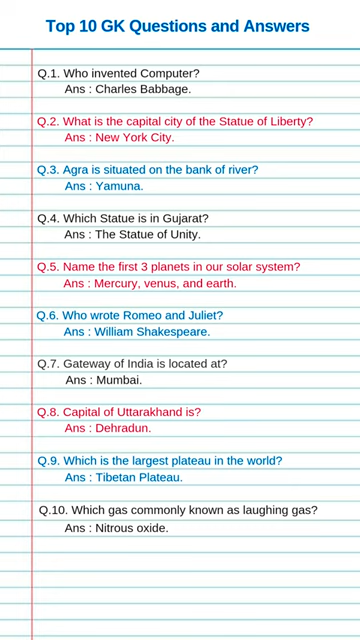 Top 10 GK Questions and Answers
Q.1. Who invented Computer?
Ans : Charles Babbage.
Q.2. What is the capital city of the Statue of Liberty?
Ans : New York City.
Q.3. Agra is situated on the bank of river?
Ans : Yamuna.
Q.4. Which Statue is in Gujarat?
Ans : The Statue of Unity.
Q.5. Name the first 3 planets in our solar system?
Ans : Mercury, venus, and earth.
Q.6. Who wrote Romeo and Juliet?
Ans : William Shakespeare.
Q.7. Gateway of India is located at?
Ans : Mumbai.
Q.8. Capital of Uttarakhand is?
Ans : Dehradun.
Q.9. Which is the largest plateau in the world?
Ans : Tibetan Plateau.
Q.10. Which gas commonly known as laughing gas?
Ans : Nitrous oxide.